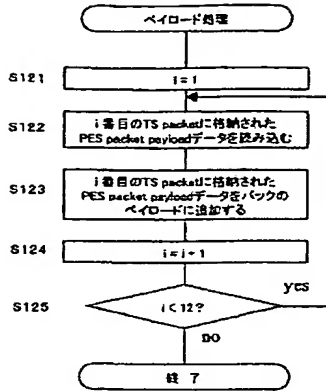 ペイロード処理
S121
i=1
S122
i番目のTS packetに格納された
PES packet payloadデータを読み込む
S123
i番目のTS packetに格納された
PES packet payloadデータをパックの
ペイロードに追加する
S124
i=i+1
S125
i<12?
yes
no
終了